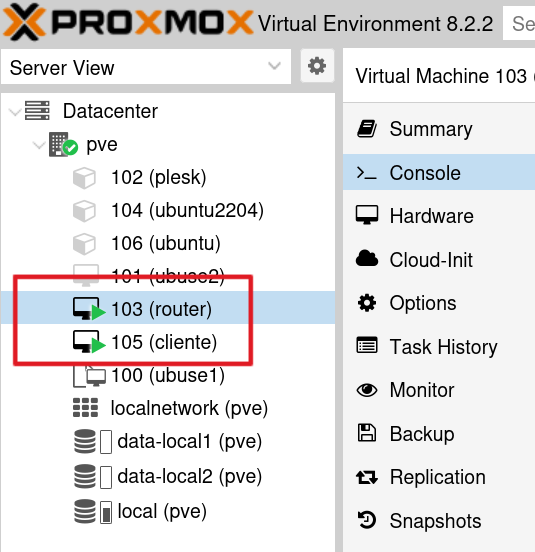 PROXMOX Virtual Environment 8.2.2 Se
Server View
Datacenter
pve
102 (plesk)
104 (ubuntu2204)
106 (ubuntu)
101 (ubuse2)
103 (router)
105 (cliente)
100 (ubuse1)
localnetwork (pve)
data-local1 (pve)
data-local2 (pve)
local (pve)
Virtual Machine 103 (
Summary
Console
Hardware
Cloud-Init
Options
Task History
Monitor
Backup
Replication
Snapshots